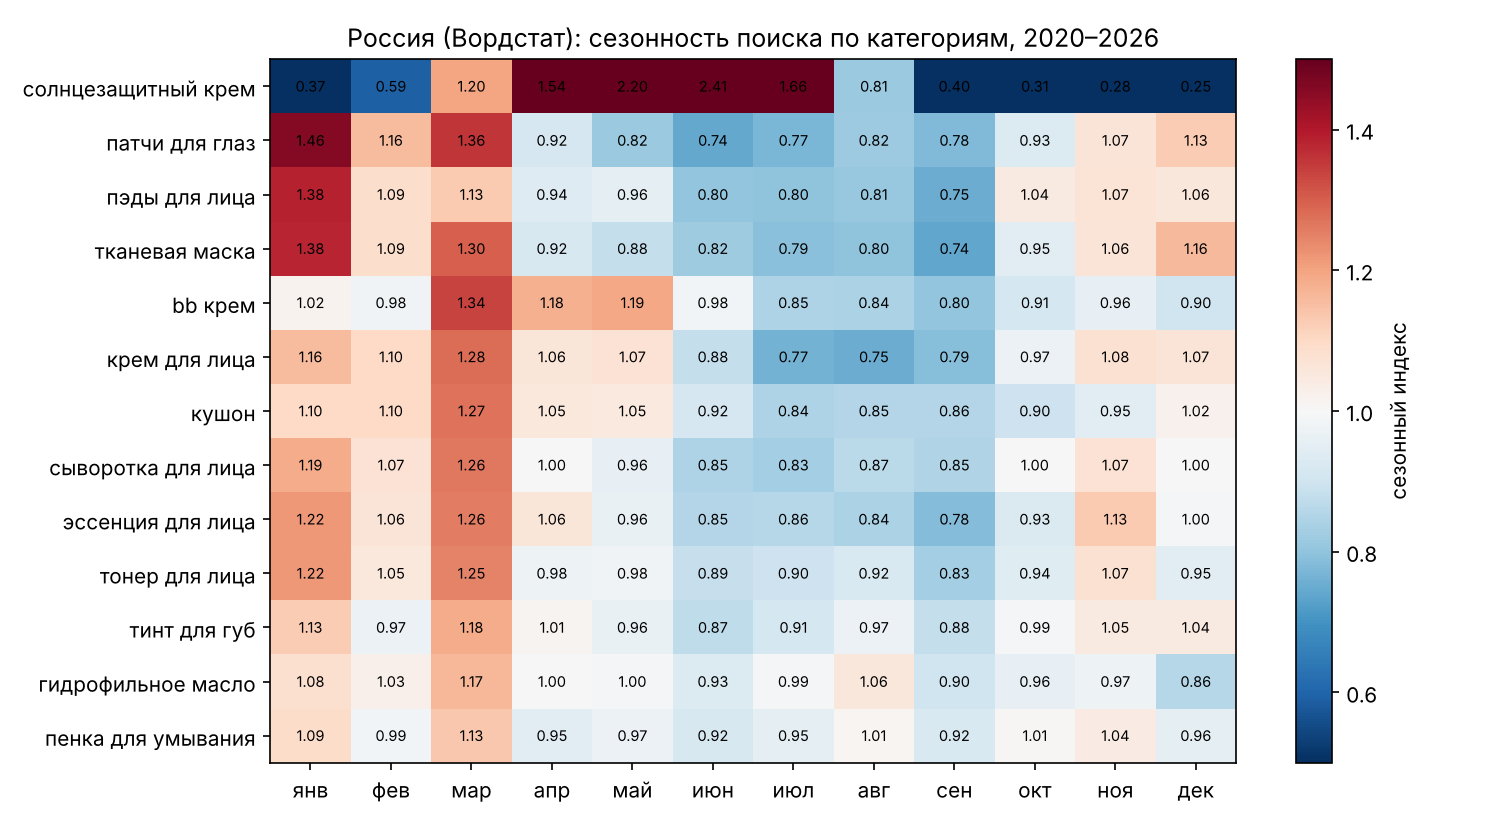 Россия (Вордстат): сезонность поиска по категориям, 2020–2026
солнцезащитный крем 0.37 0.59 1.20 1.54 2.20 2.41 1.66 0.81 0.40 0.31 0.28 0.25
патчи для глаз 1.46 1.16 1.36 0.92 0.82 0.74 0.77 0.82 0.78 0.93 1.07 1.13
пэды для лица 1.38 1.09 1.13 0.94 0.96 0.80 0.80 0.81 0.75 1.04 1.07 1.06
тканевая маска 1.38 1.09 1.30 0.92 0.88 0.82 0.79 0.80 0.74 0.95 1.06 1.16
bb крем 1.02 0.98 1.34 1.18 1.19 0.98 0.85 0.84 0.80 0.91 0.96 0.90
крем для лица 1.16 1.10 1.28 1.06 1.07 0.88 0.77 0.75 0.79 0.97 1.08 1.07
кушон 1.10 1.10 1.27 1.05 1.05 0.92 0.84 0.85 0.86 0.90 0.95 1.02
сыворотка для лица 1.19 1.07 1.26 1.00 0.96 0.85 0.83 0.87 0.85 1.00 1.07 1.00
эссенция для лица 1.22 1.06 1.26 1.06 0.96 0.85 0.86 0.84 0.78 0.93 1.13 1.00
тонер для лица 1.22 1.05 1.25 0.98 0.98 0.89 0.90 0.92 0.83 0.94 1.07 0.95
тинт для губ 1.13 0.97 1.18 1.01 0.96 0.87 0.91 0.97 0.88 0.99 1.05 1.04
гидрофильное масло 1.08 1.03 1.17 1.00 1.00 0.93 0.99 1.06 0.90 0.96 0.97 0.86
пенка для умывания 1.09 0.99 1.13 0.95 0.97 0.92 0.95 1.01 0.92 1.01 1.04 0.96
янв фев мар апр май июн июл авг сен окт ноя дек
1.4
1.2
1.0
0.8
0.6
сезонный индекс